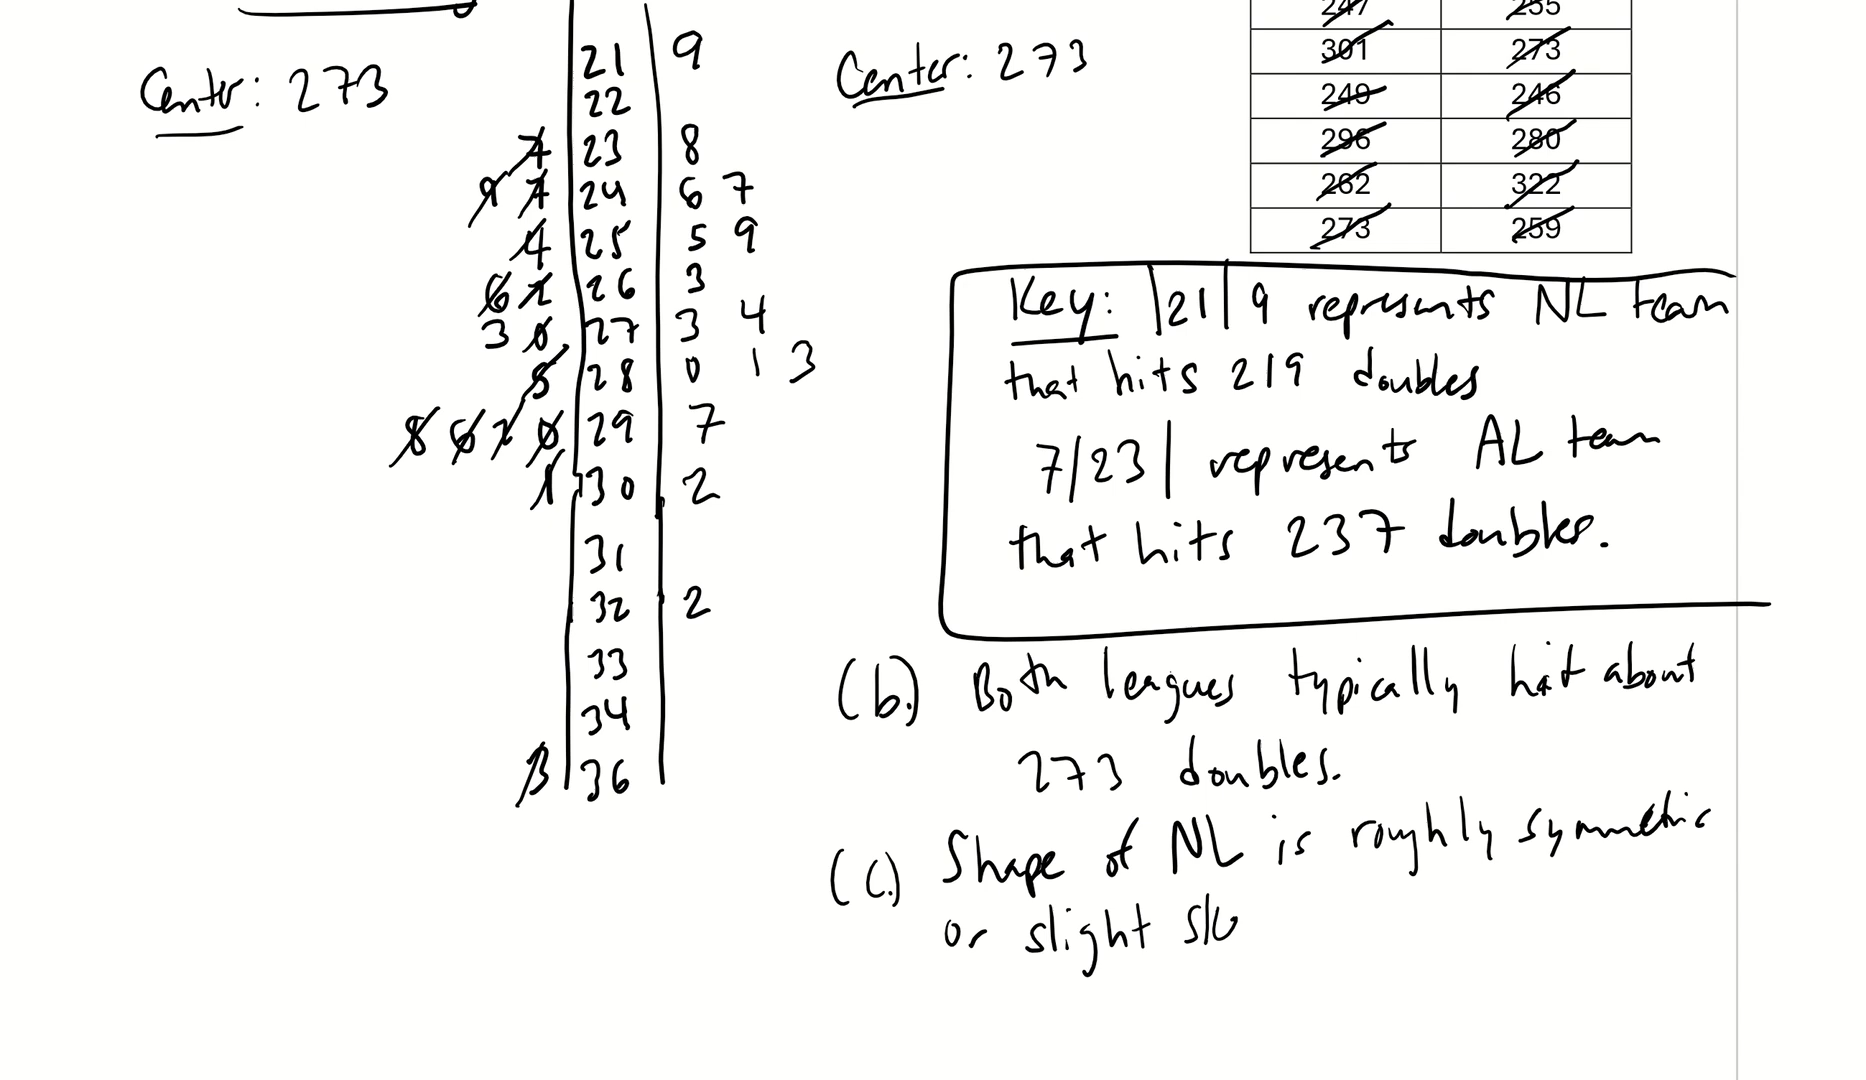 Center: 273
21 | 9
22
7 | 23 | 8
9 7 | 24 | 6 7
4 | 25 | 5 9
6 2 | 26 | 3
3 0 | 27 | 3 4
5 | 28 | 0 1 3
8 6 2 0 | 29 | 7
1 | 30 | 2
31
32 | 2
33
34
3 | 36
Center: 273
247 255
301 273
249 246
296 280
262 322
273 259
Key: |21| 9 represents NL team
that hits 219 doubles
7/23| represents AL team
that hits 237 doubles.
(b.) Both leagues typically hit about
273 doubles.
(c.) Shape of NL is roughly symmetric
or slight